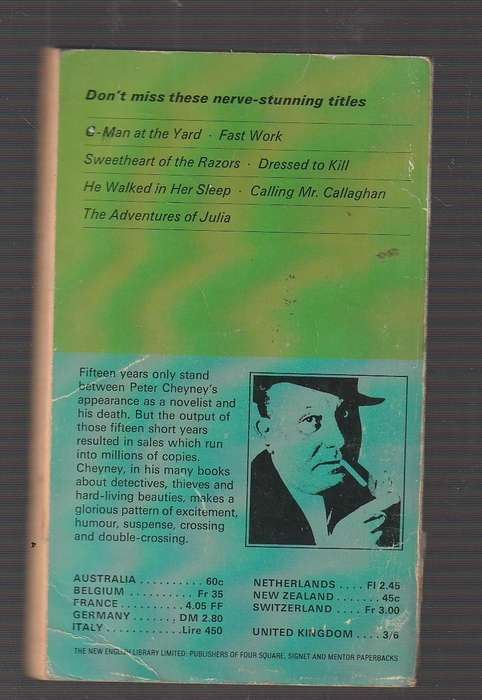 Don't miss these nerve-stunning titles
G-Man at the Yard · Fast Work
Sweetheart of the Razors · Dressed to Kill
He Walked in Her Sleep · Calling Mr. Callaghan
The Adventures of Julia
Fifteen years only stand
between Peter Cheyney's
appearance as a novelist and
his death. But the output of
those fifteen short years
resulted in sales which run
into millions of copies.
Cheyney, in his many books
about detectives, thieves and
hard-living beauties, makes a
glorious pattern of excitement,
humour, suspense, crossing
and double-crossing.
AUSTRALIA . . . . . . . . . . 60c
BELGIUM . . . . . . . . . . . Fr 35
FRANCE . . . . . . . . . . 4.05 FF
GERMANY . . . . . . , DM 2.80
ITALY . . . . . . . . . . . . Lire 450
NETHERLANDS . . . . Fl 2.45
NEW ZEALAND . . . . . . . 45c
SWITZERLAND . . . . Fr 3.00
UNITED KINGDOM . . . . 3/6
THE NEW ENGLISH LIBRARY LIMITED: PUBLISHERS OF FOUR SQUARE, SIGNET AND MENTOR PAPERBACKS